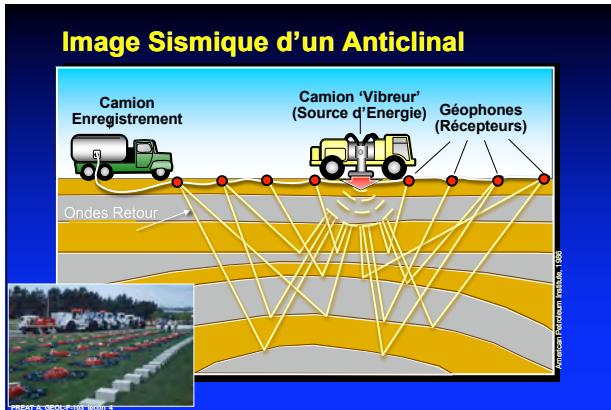 Image Sismique d'un Anticlinal
Camion
Enregistrement
Camion ‘Vibreur’
(Source d'Energie)
Géophones
(Récepteurs)
Ondes Retour
American Petroleum Institute, 1986
PREAT A. GEOL-F-103 leçon 4